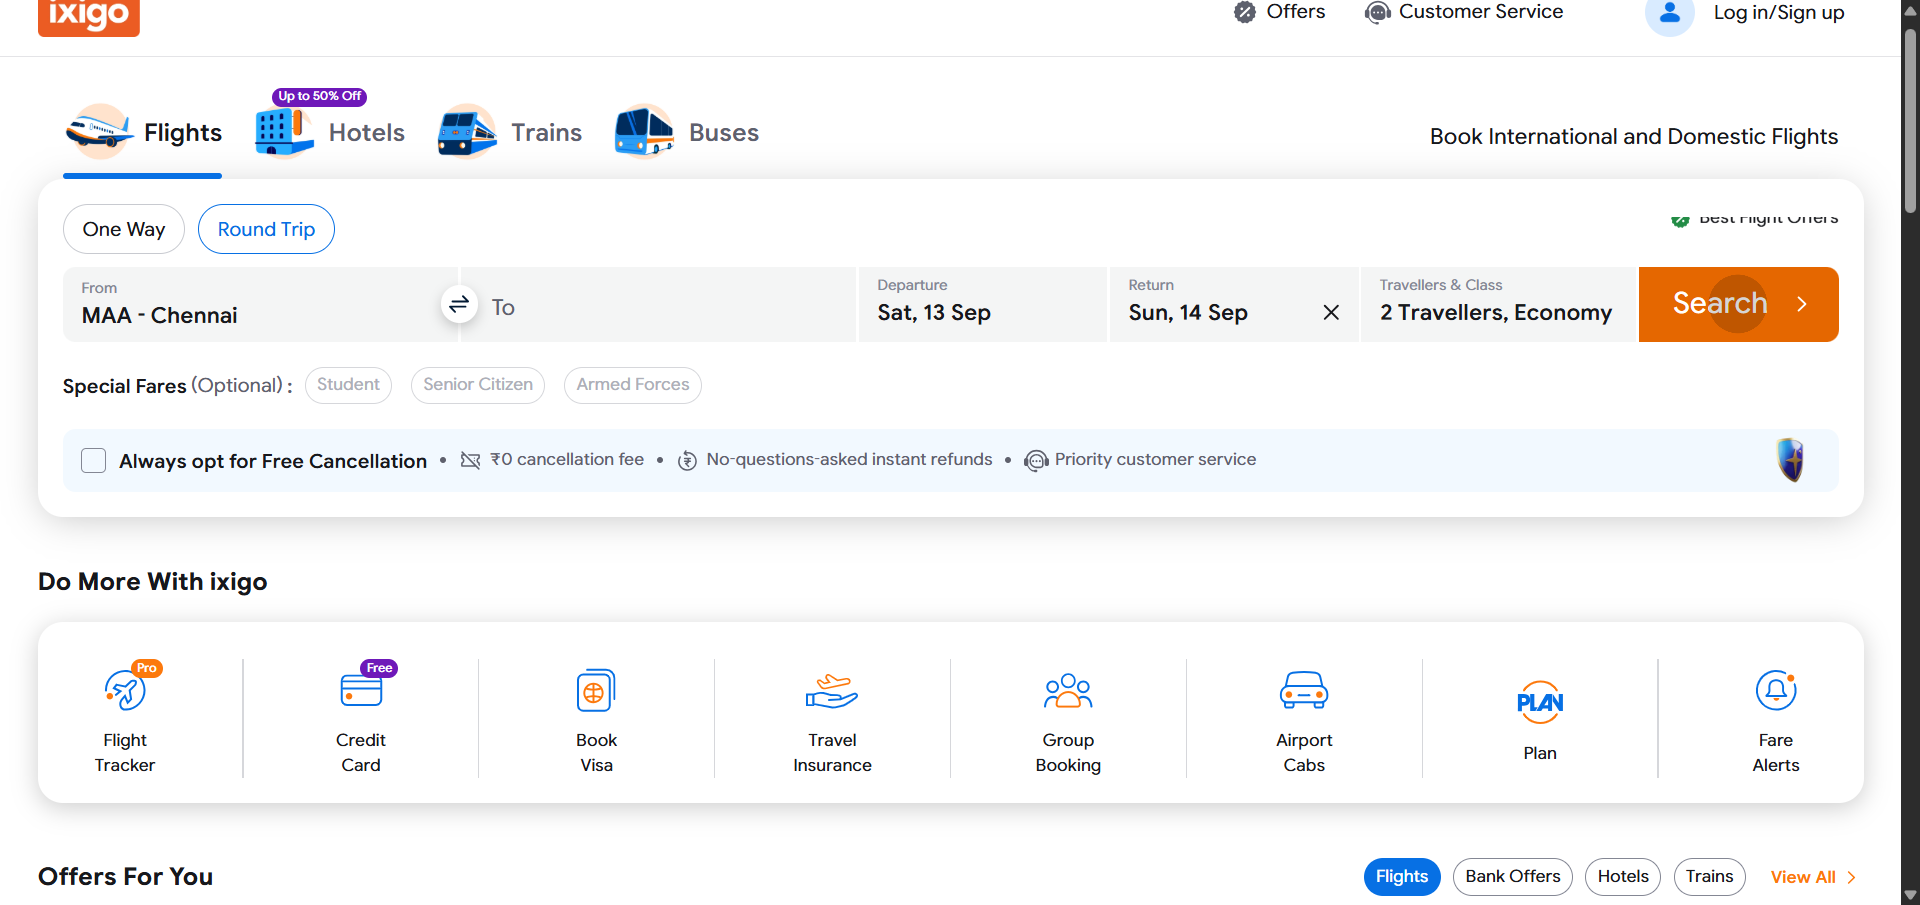 ixigo
Offers
Customer Service
Log in/Sign up
Flights
Up to 50% Off
Hotels
Trains
Buses
Book International and Domestic Flights
One Way
Round Trip
Best Flight Offers
From
MAA - Chennai
To
Departure
Sat, 13 Sep
Return
Sun, 14 Sep
Travellers & Class
2 Travellers, Economy
Search
Special Fares (Optional) :
Student
Senior Citizen
Armed Forces
Always opt for Free Cancellation • ₹0 cancellation fee • No-questions-asked instant refunds • Priority customer service
Do More With ixigo
Pro
Flight
Tracker
Free
Credit
Card
Book
Visa
Travel
Insurance
Group
Booking
Airport
Cabs
PLAN
Plan
Fare
Alerts
Offers For You
Flights
Bank Offers
Hotels
Trains
View All